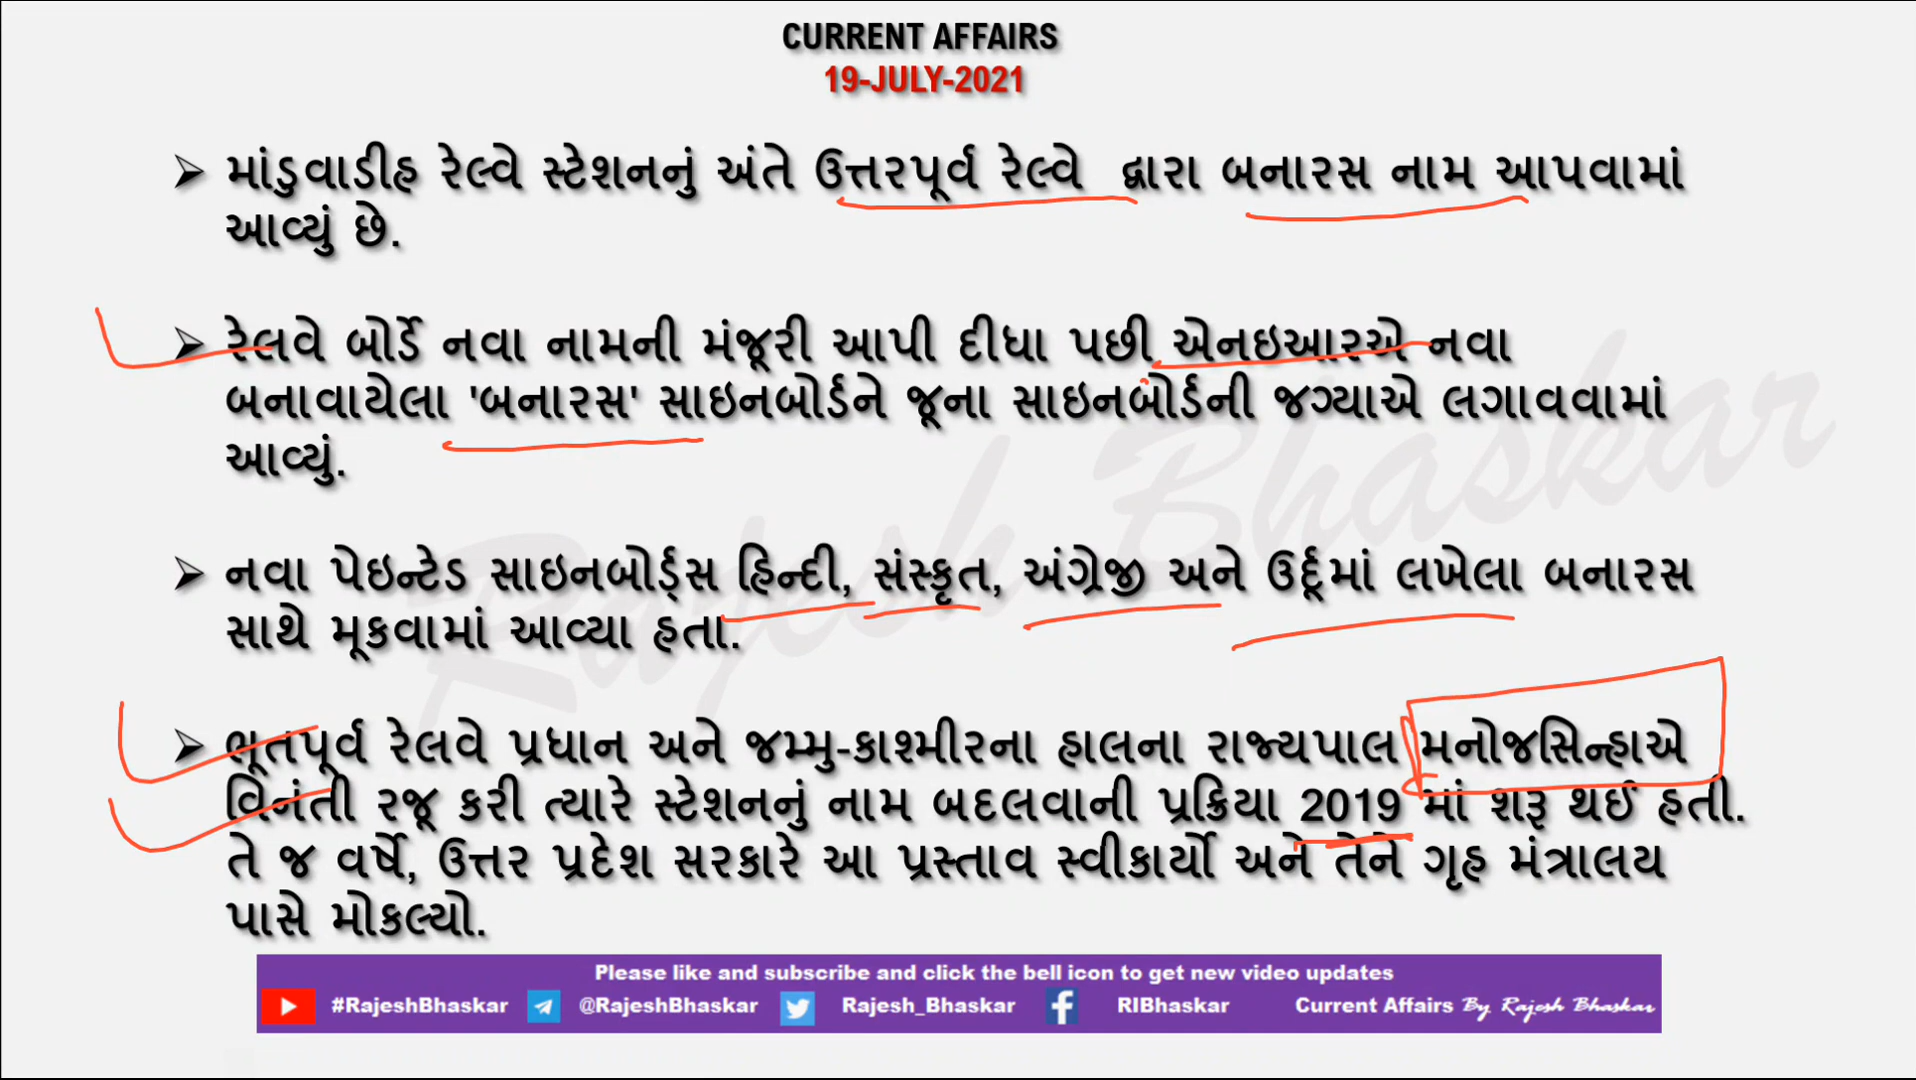 CURRENT AFFAIRS
19-JULY-2021
➢ માંડુવાડીહ રેલ્વે સ્ટેશનનું અંતે ઉત્તરપૂર્વ રેલ્વે દ્વારા બનારસ નામ આપવામાં
આવ્યું છે.
➢ રેલવે બોર્ડે નવા નામની મંજૂરી આપી દીધા પછી એનઇઆરએ નવા
બનાવાયેલા 'બનારસ' સાઇનબોર્ડને જૂના સાઇનબોર્ડની જગ્યાએ લગાવવામાં
આવ્યું.
➢ નવા પેઇન્ટેડ સાઇનબોર્ડ્સ હિન્દી, સંસ્કૃત, અંગ્રેજી અને ઉર્દૂમાં લખેલા બનારસ
સાથે મૂકવામાં આવ્યા હતા.
➢ ભૂતપૂર્વ રેલવે પ્રધાન અને જમ્મુ-કાશ્મીરના હાલના રાજ્યપાલ મનોજસિન્હાએ
વિનંતી રજૂ કરી ત્યારે સ્ટેશનનું નામ બદલવાની પ્રક્રિયા 2019 માં શરૂ થઈ હતી.
તે જ વર્ષે, ઉત્તર પ્રદેશ સરકારે આ પ્રસ્તાવ સ્વીકાર્યો અને તેને ગૃહ મંત્રાલય
પાસે મોકલ્યો.
Rajesh Bhaskar
Please like and subscribe and click the bell icon to get new video updates
#RajeshBhaskar @RajeshBhaskar Rajesh_Bhaskar RIBhaskar Current Affairs By Rajesh Bhaskar